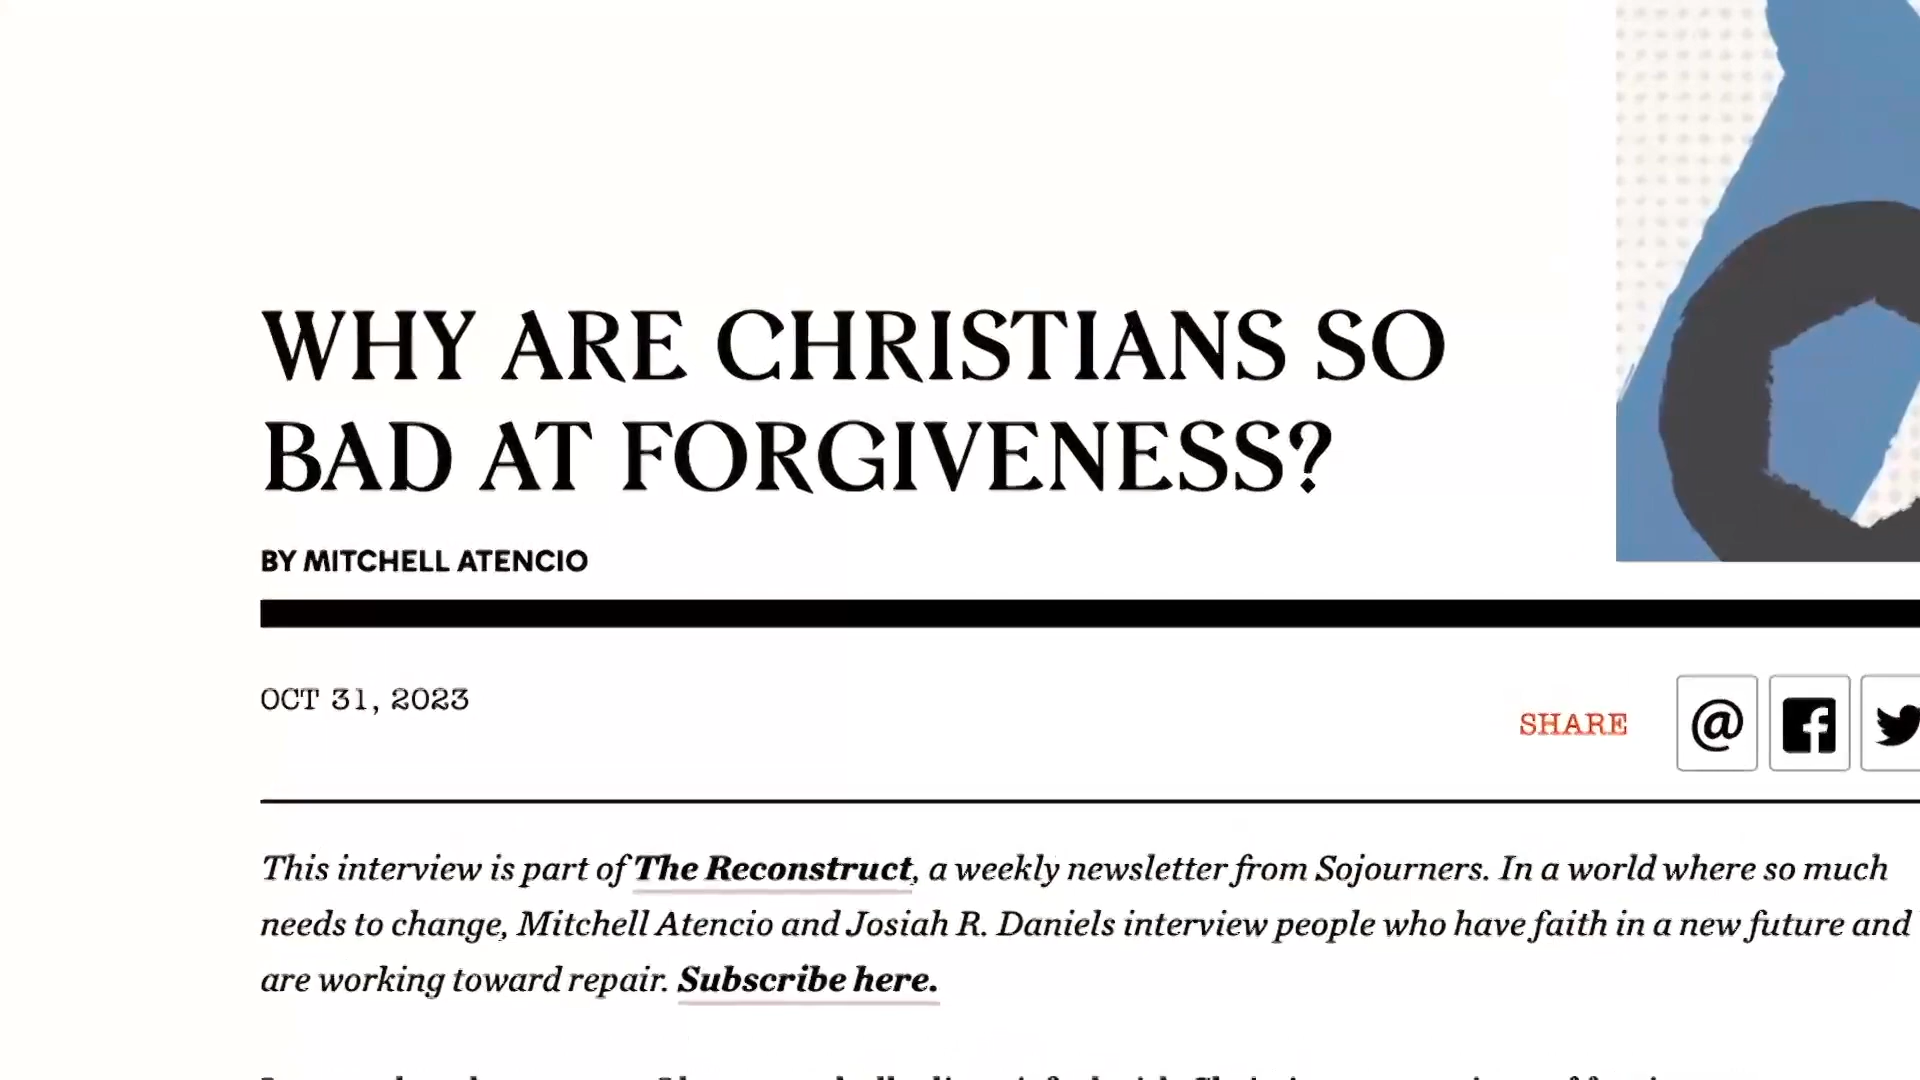 WHY ARE CHRISTIANS SO
BAD AT FORGIVENESS?
BY MITCHELL ATENCIO
OCT 31, 2023
SHARE
This interview is part of The Reconstruct, a weekly newsletter from Sojourners. In a world where so much
needs to change, Mitchell Atencio and Josiah R. Daniels interview people who have faith in a new future and
are working toward repair. Subscribe here.